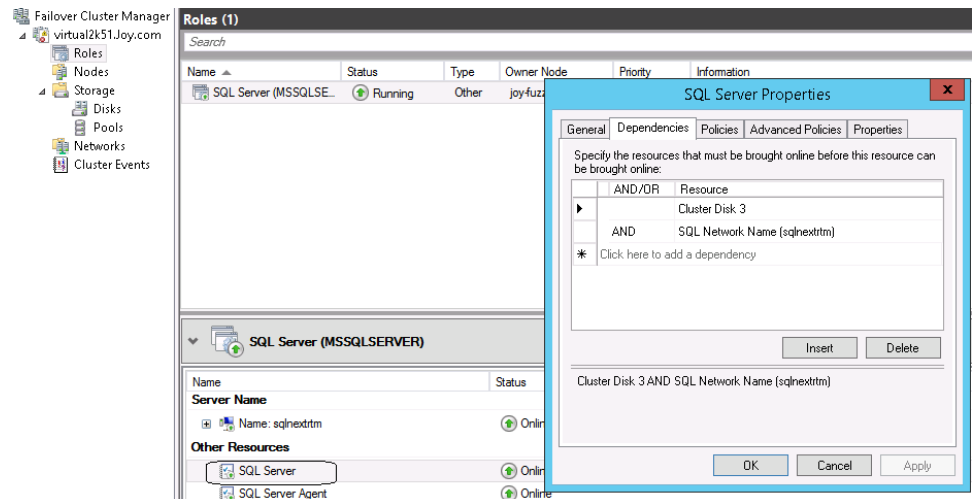 Failover Cluster Manager
virtual2k51.Joy.com
Roles
Nodes
Storage
Disks
Pools
Networks
Cluster Events
Roles (1)
Search
Name Status Type Owner Node Priority Information
SQL Server (MSSQLSE... Running Other joy-fuzz
SQL Server (MSSQLSERVER)
Name Status
Server Name
Name: sqlnextrtm Onlin
Other Resources
SQL Server Onlin
SQL Server Agent Online
SQL Server Properties
x
General Dependencies Policies Advanced Policies Properties
Specify the resources that must be brought online before this resource can
be brought online:
AND/OR Resource
Cluster Disk 3
AND SQL Network Name (sqlnextrtm)
Click here to add a dependency
Insert Delete
Cluster Disk 3 AND SQL Network Name (sqlnextrtm)
OK Cancel Apply